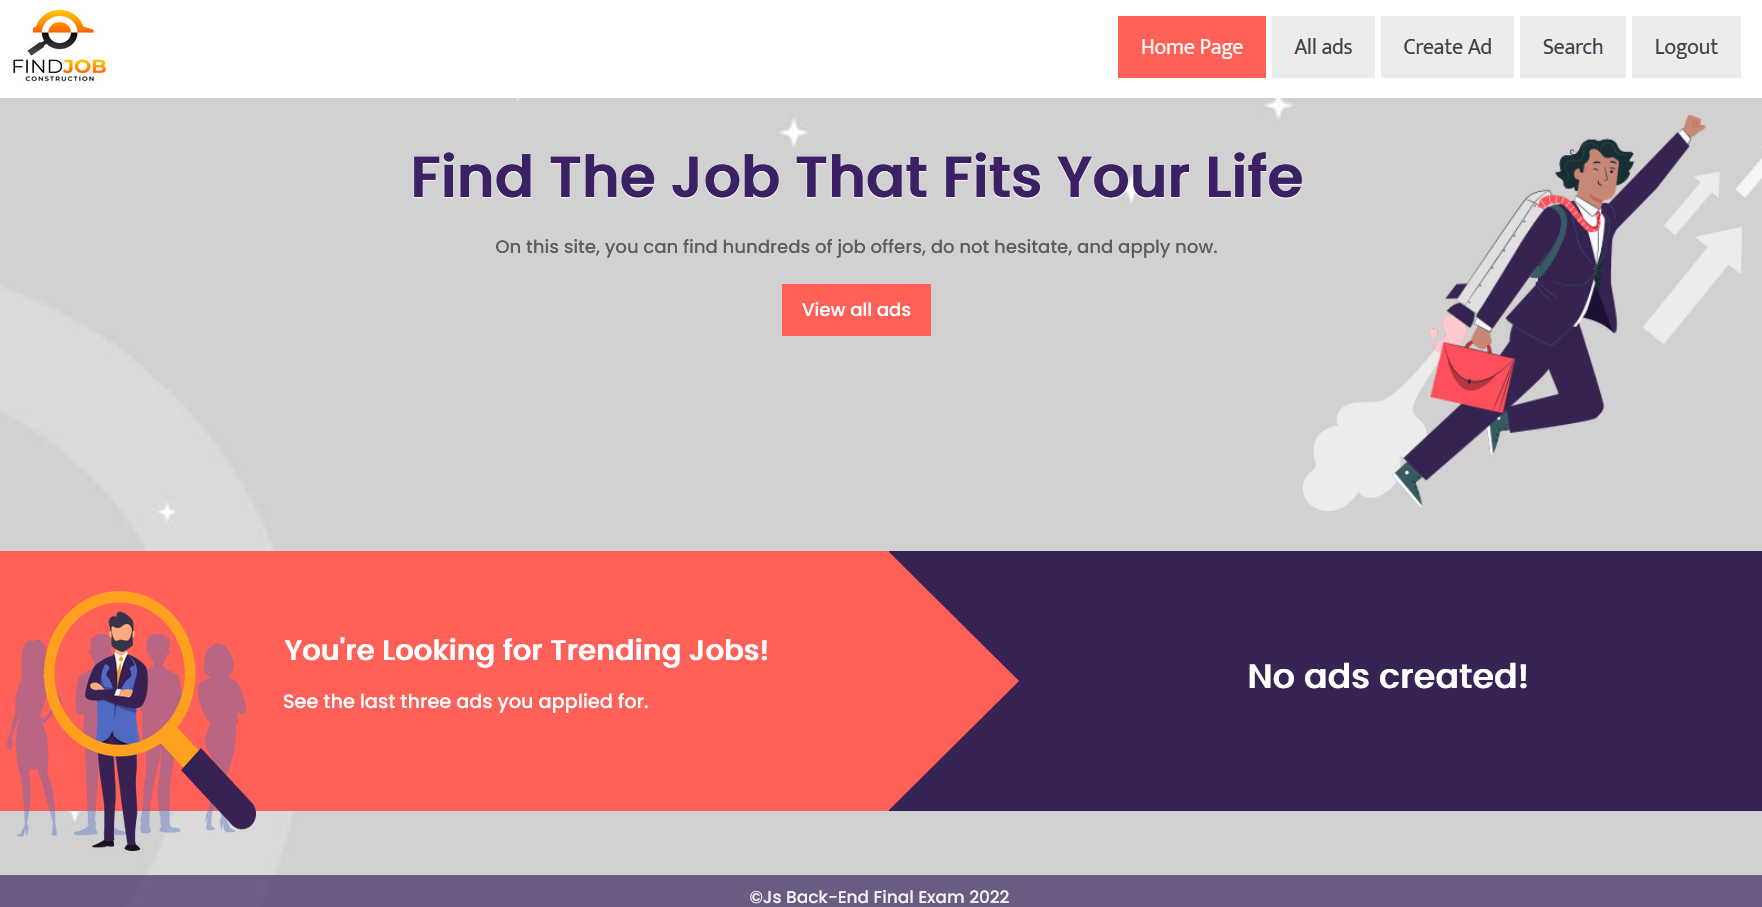 FINDJOB
CONSTRUCTION
Home Page
All ads
Create Ad
Search
Logout
Find The Job That Fits Your Life
On this site, you can find hundreds of job offers, do not hesitate, and apply now.
View all ads
You're Looking for Trending Jobs!
See the last three ads you applied for.
No ads created!
©Js Back-End Final Exam 2022